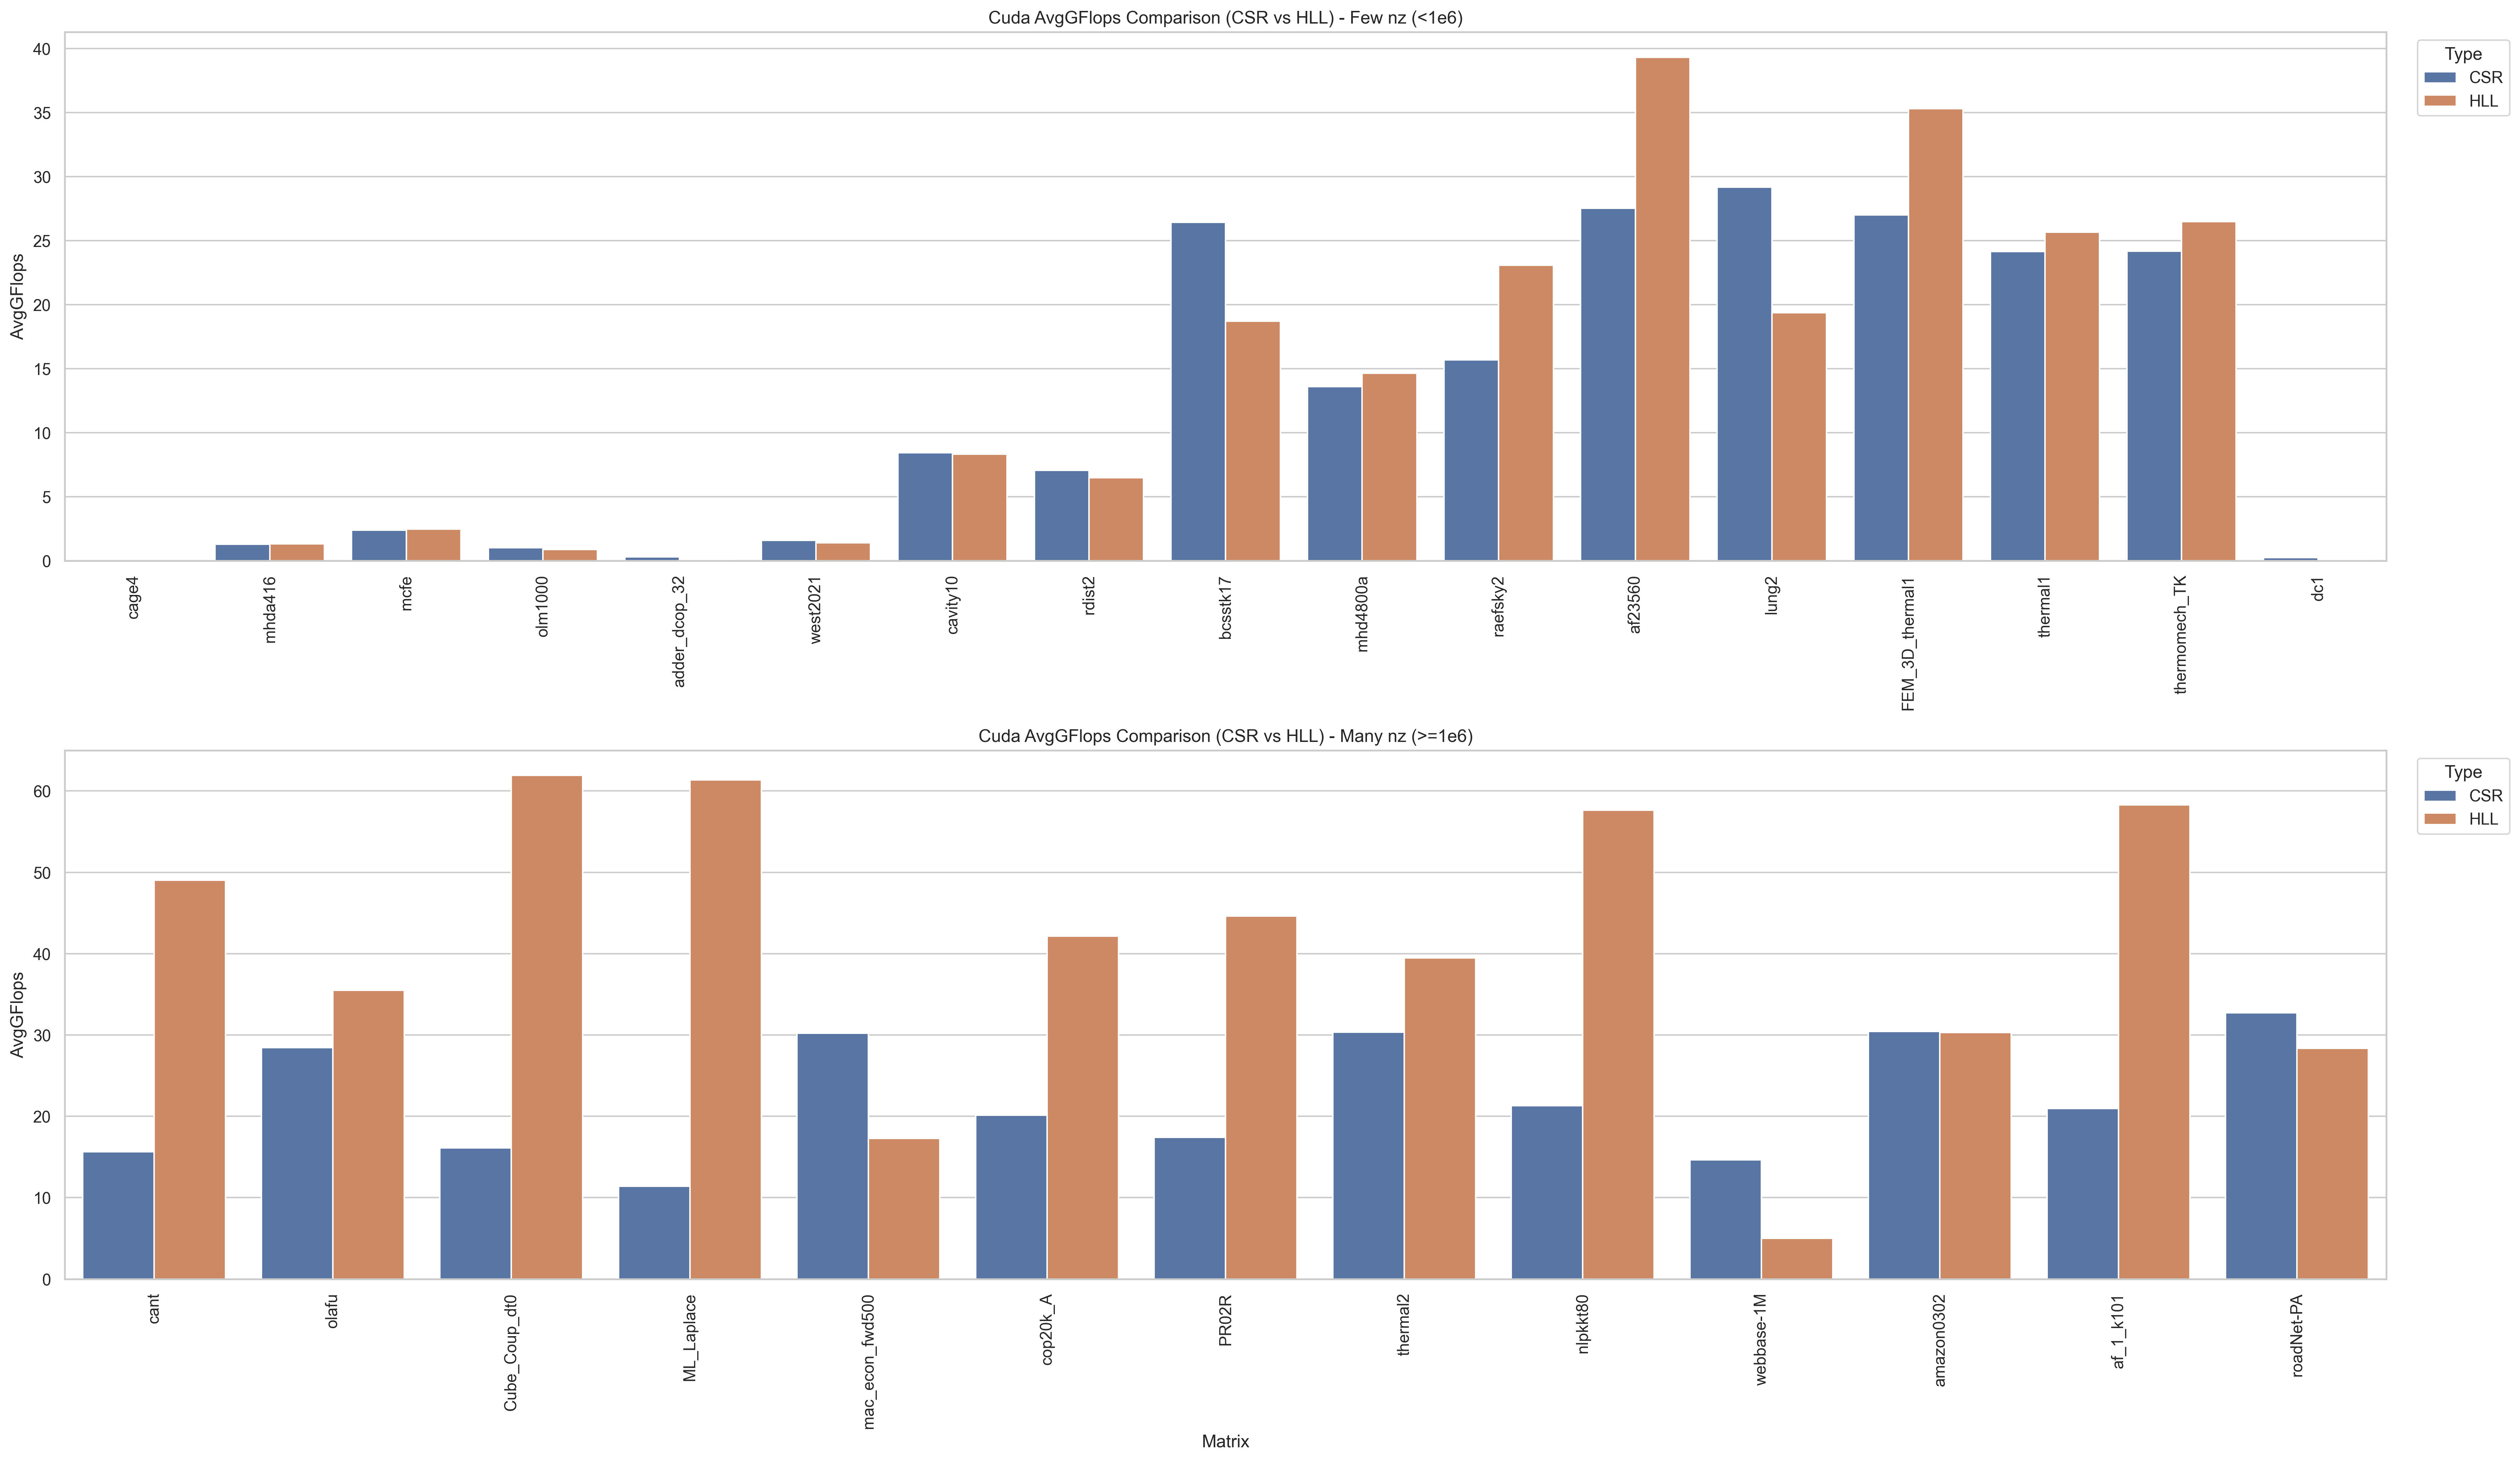 Cuda AvgGFlops Comparison (CSR vs HLL) - Few nz (<1e6)
AvgGFlops
40
35
30
25
20
15
10
5
0
cage4
mhda416
mcfe
olm1000
adder_dcop_32
west2021
cavity10
rdist2
bcsstk17
mhd4800a
raefsky2
af23560
lung2
FEM_3D_thermal1
thermal1
thermomech_TK
dc1
Type
CSR
HLL
Cuda AvgGFlops Comparison (CSR vs HLL) - Many nz (>=1e6)
AvgGFlops
60
50
40
30
20
10
0
cant
olafu
Cube_Coup_dt0
ML_Laplace
mac_econ_fwd500
cop20k_A
PR02R
thermal2
nlpkkt80
webbase-1M
amazon0302
af_1_k101
roadNet-PA
Matrix
Type
CSR
HLL